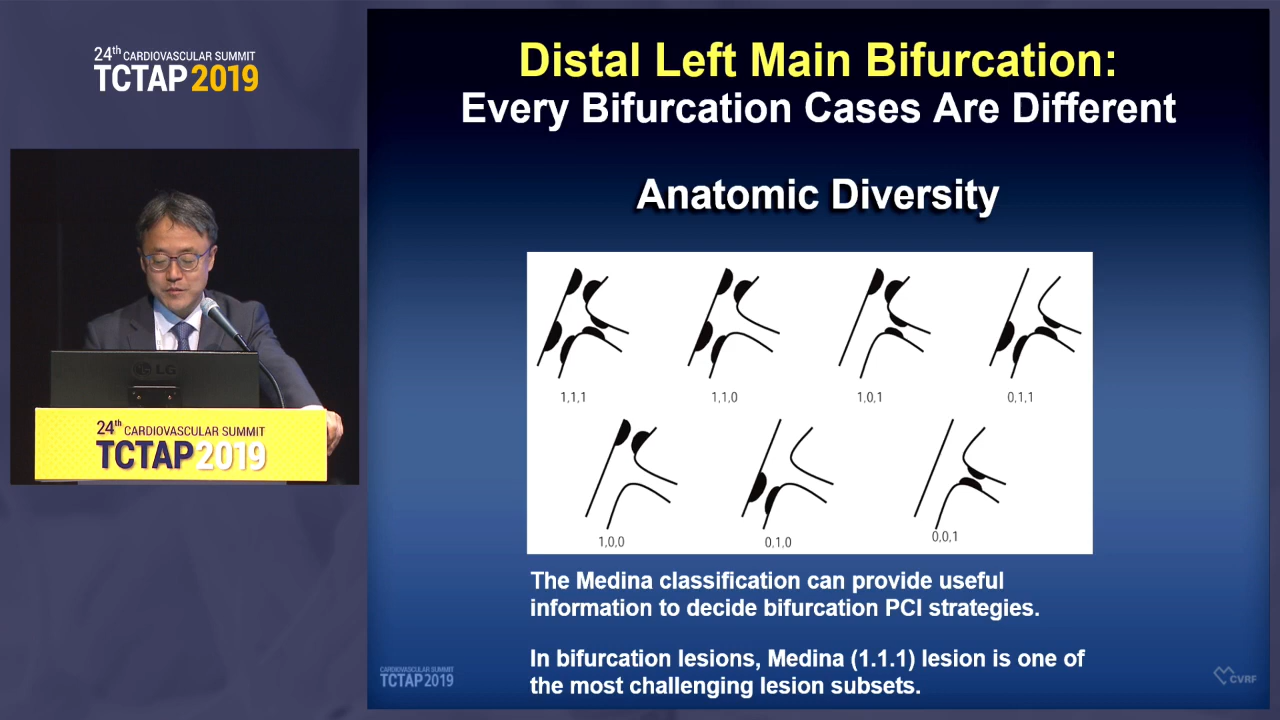 24th CARDIOVASCULAR SUMMIT
TCTAP 2019
LG
24th CARDIOVASCULAR SUMMIT
TCTAP 2019
Distal Left Main Bifurcation:
Every Bifurcation Cases Are Different
Anatomic Diversity
1,1,1
1,1,0
1,0,1
0,1,1
1,0,0
0,1,0
0,0,1
The Medina classification can provide useful
information to decide bifurcation PCI strategies.
In bifurcation lesions, Medina (1.1.1) lesion is one of
the most challenging lesion subsets.
CARDIOVASCULAR SUMMIT
TCTAP 2019
CVRF